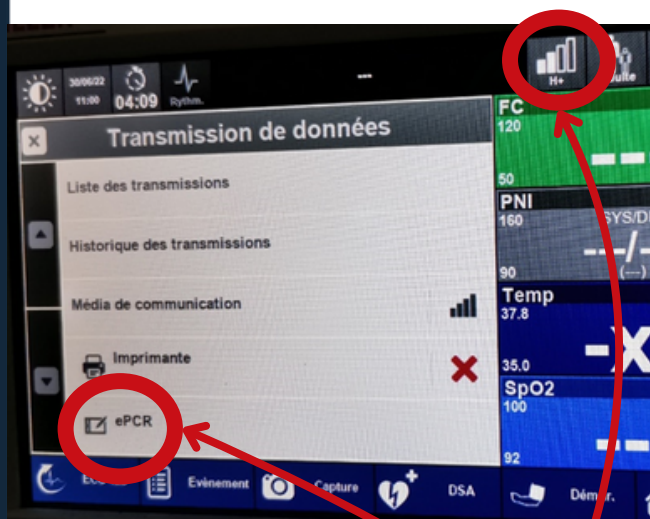 30/06/22
11:00
04:09
Rythm.
---
H+
Transmission de données
Liste des transmissions
Historique des transmissions
Média de communication
Imprimante
ePCR
FC
120
50
--
PNI
160
SYS/DI
90
---/-
(---)
Temp
37.8
35.0
-X
SpO2
100
92
--
Evènement
Capture
DSA
Démar.